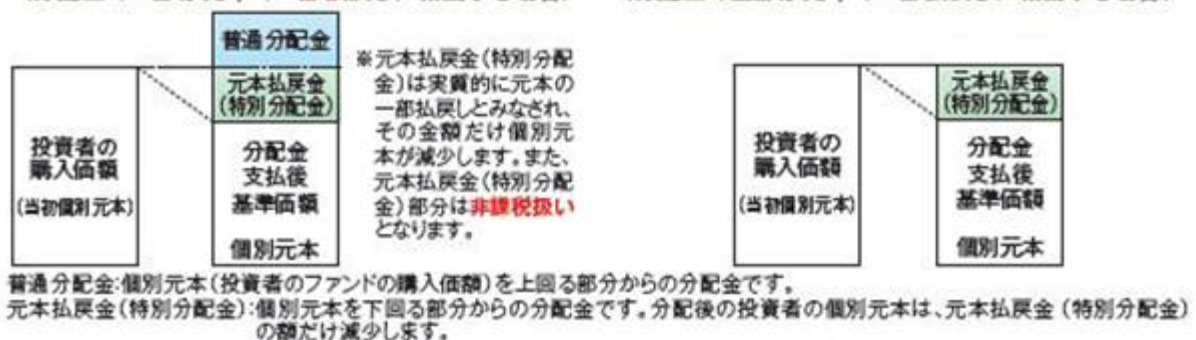 普通分配金
元本払戻金
(特別分配金)
投資者の
購入価額
(当初個別元本)
分配金
支払後
基準価額
個別元本
※元本払戻金(特別分配
金)は実質的に元本の
一部払戻しとみなされ、
その金額だけ個別元
本が減少します。また、
元本払戻金(特別分配
金)部分は非課税扱い
となります。
投資者の
購入価額
(当初個別元本)
元本払戻金
(特別分配金)
分配金
支払後
基準価額
個別元本
普通分配金:個別元本(投資者のファンドの購入価額)を上回る部分からの分配金です。
元本払戻金(特別分配金):個別元本を下回る部分からの分配金です。分配後の投資者の個別元本は、元本払戻金 (特別分配金)
の額だけ減少します。